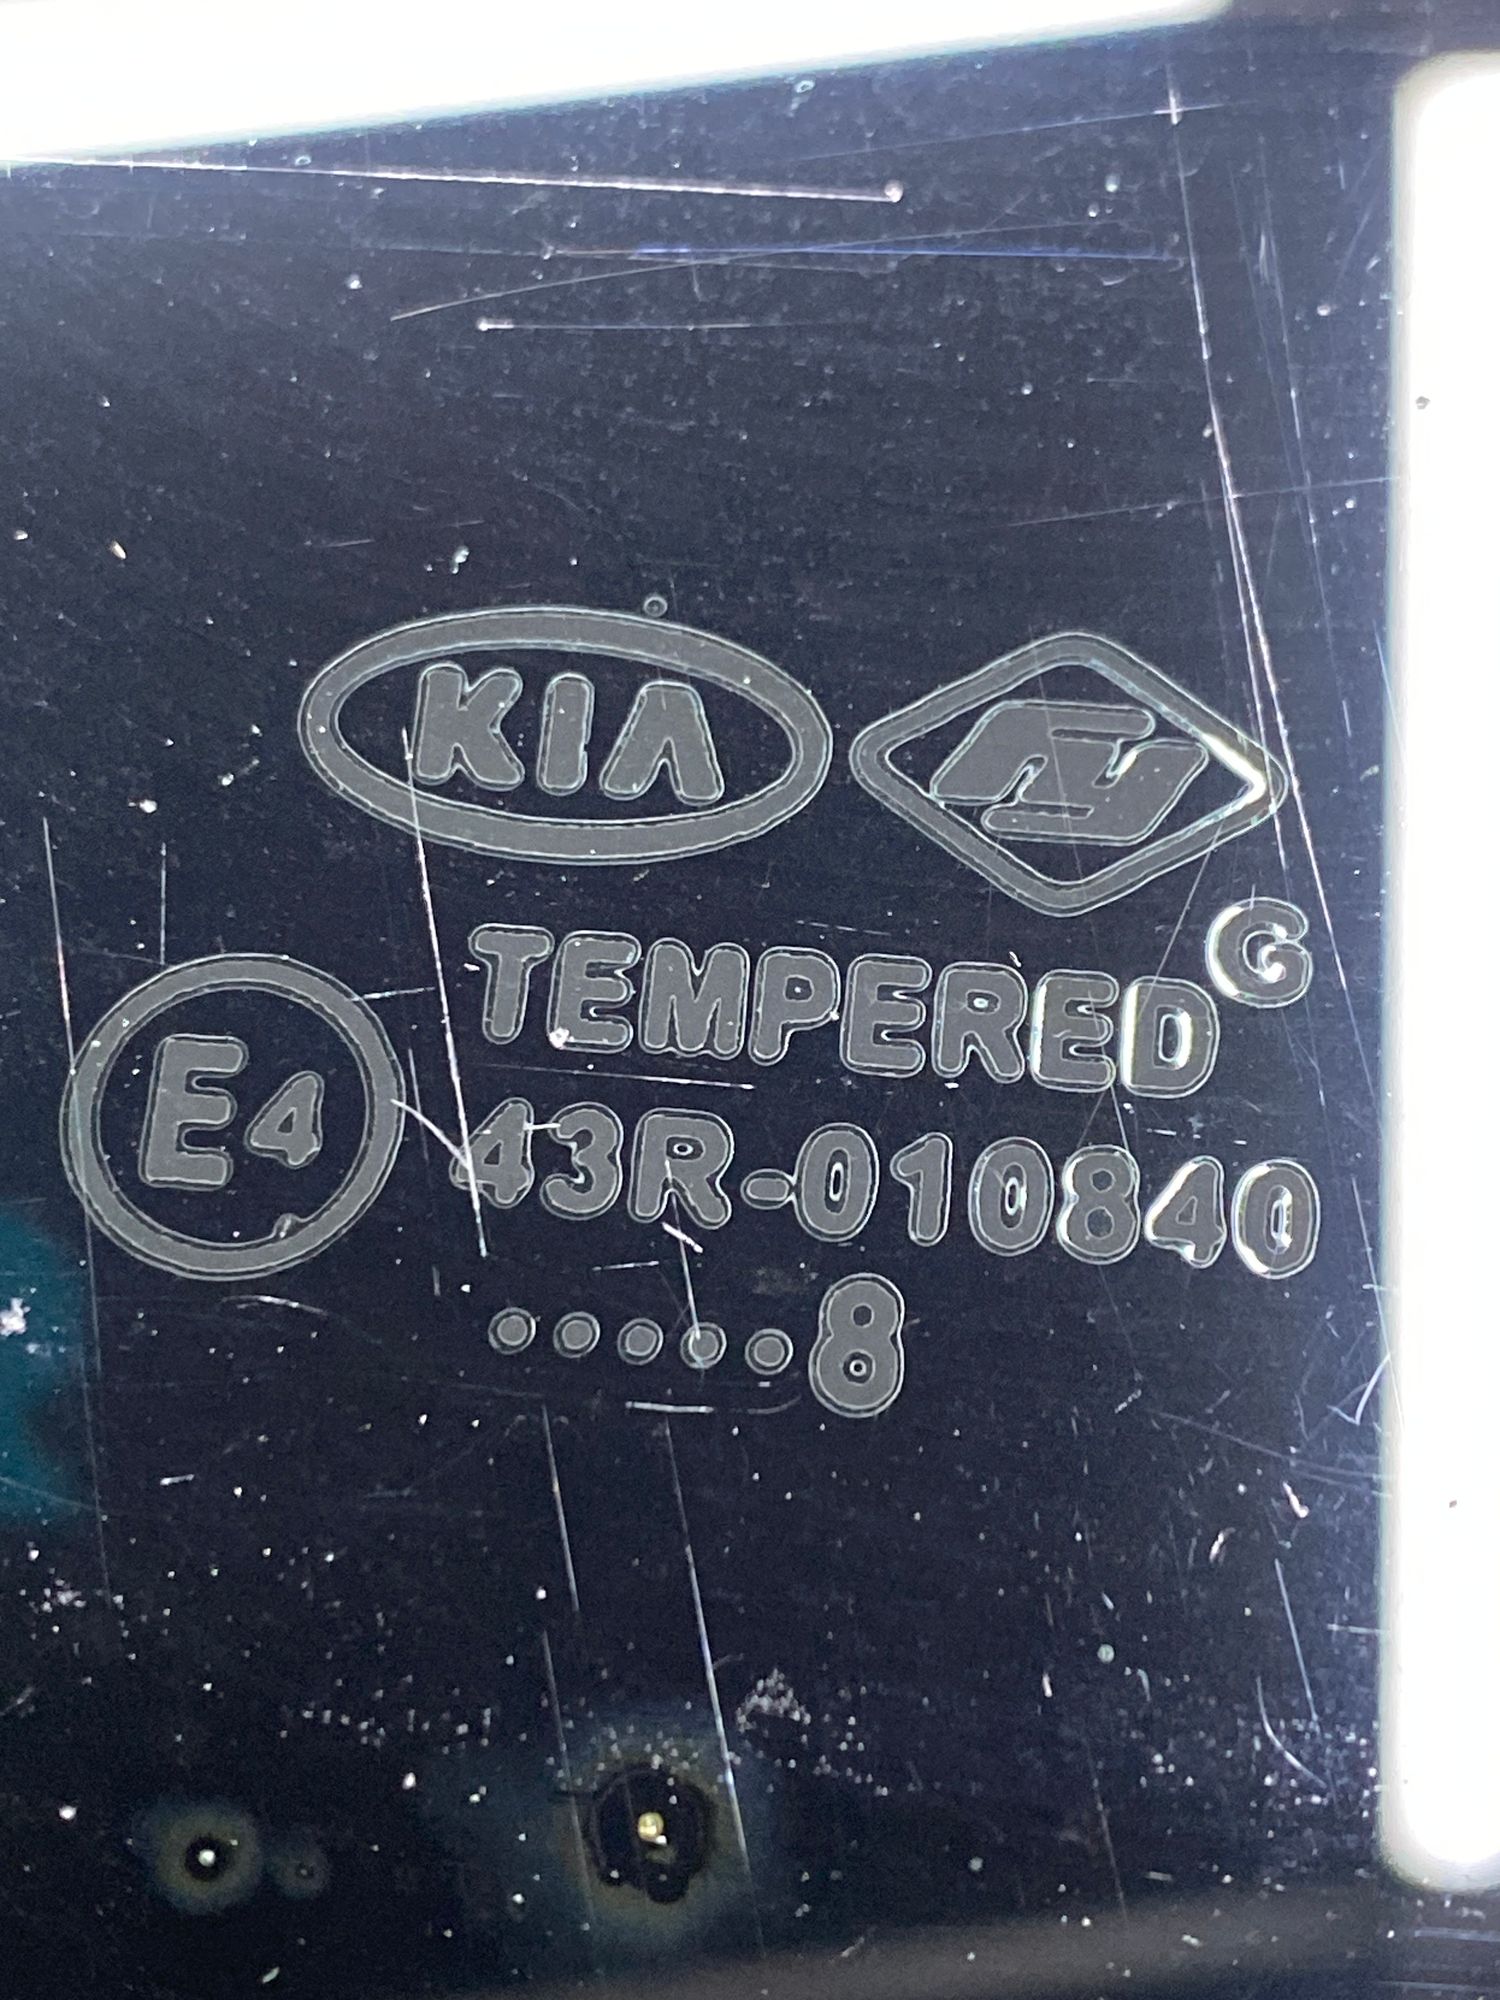 KIA
TEMPERED G
E4
43R-010840
.....8